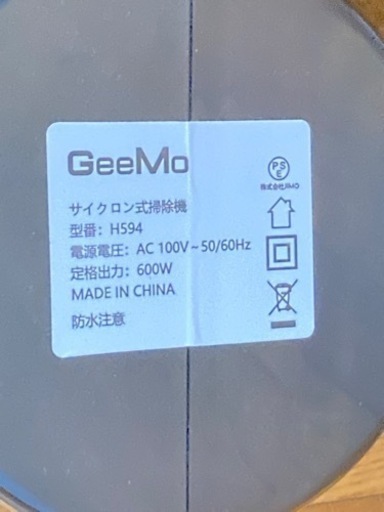 GeeMo
サイクロン式掃除機
型番：H594
電源電圧：AC 100V～50/60Hz
定格出力：600W
MADE IN CHINA
防水注意
PS
E